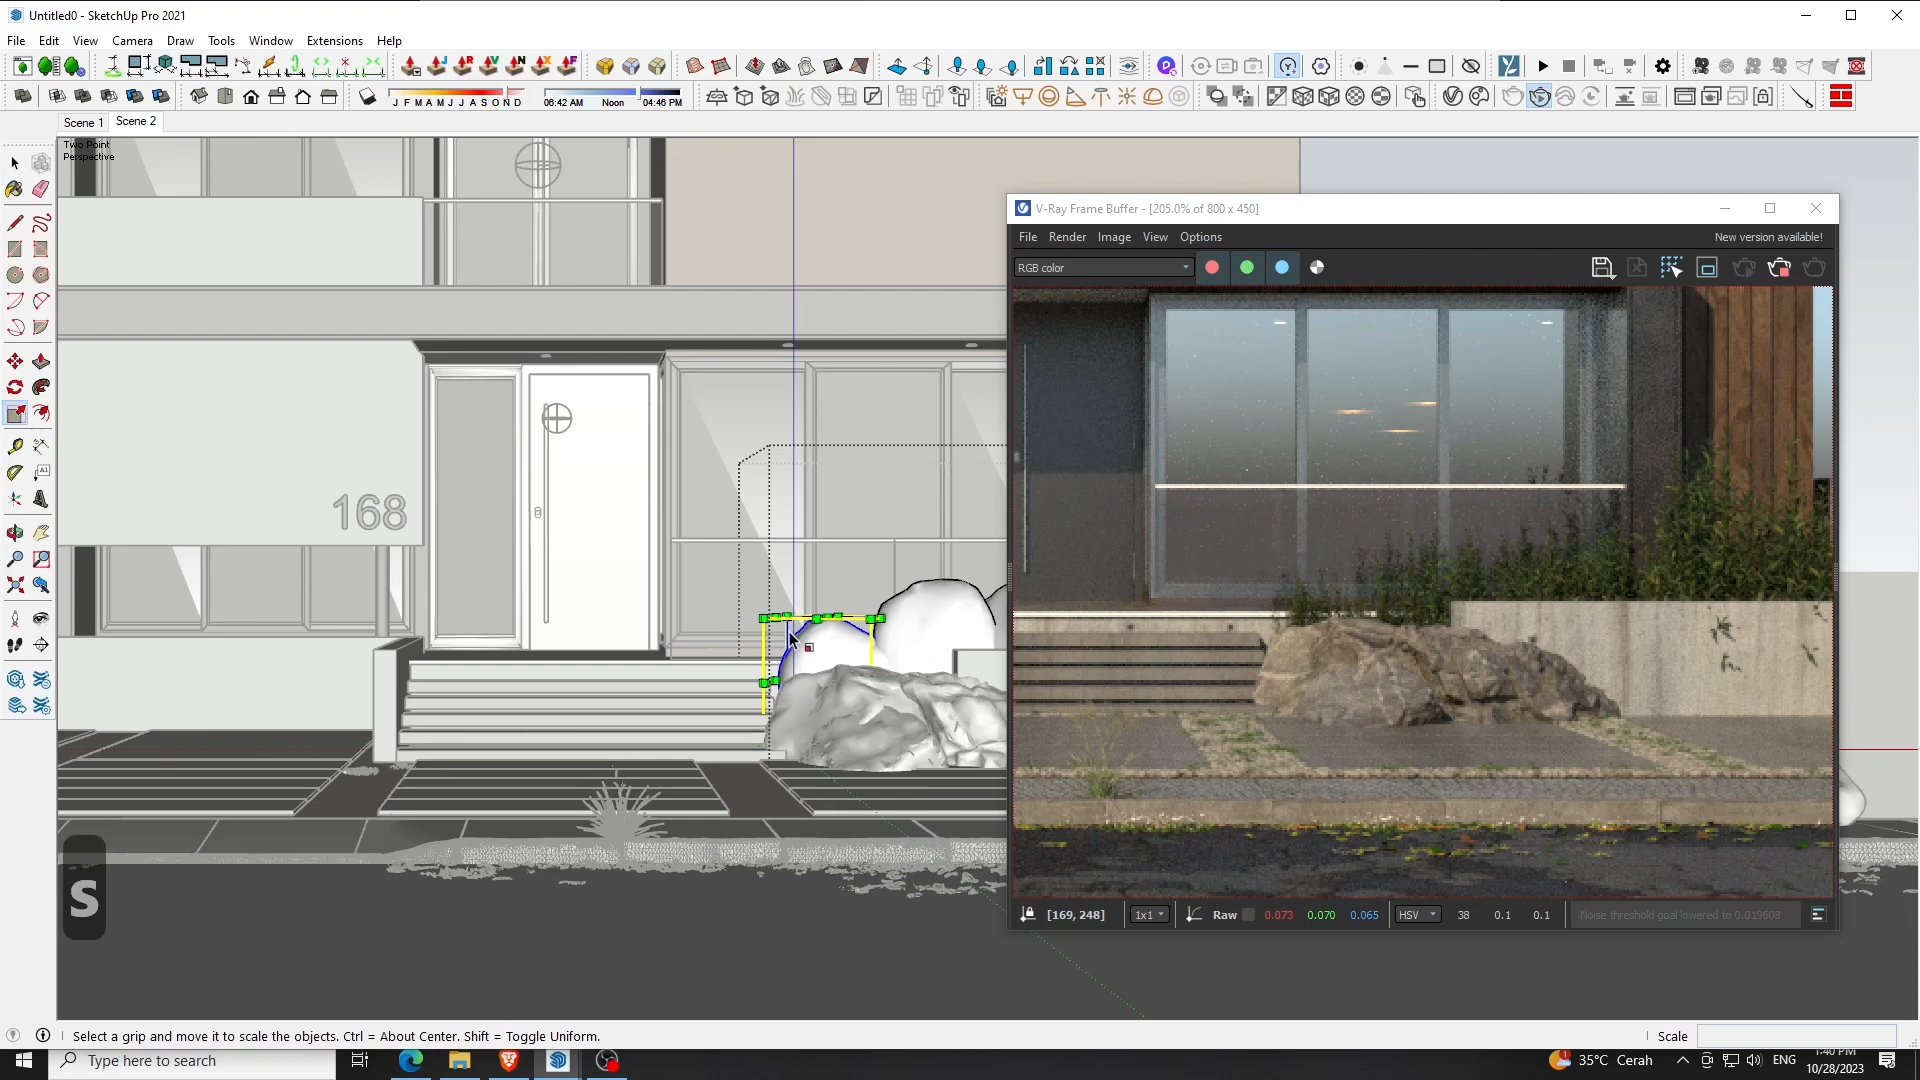 Untitled0 - SketchUp Pro 2021
File Edit View Camera Draw Tools Window Extensions Help
J F M A M J J A S O N D 06:42 AM Noon 04:46 PM
Scene 1 Scene 2
Two Point
Perspective
V-Ray Frame Buffer - [205.0% of 800 x 450]
File Render Image View Options New version available!
RGB color
168
S
[169, 248] 1x1 Raw 0.073 0.070 0.065 HSV 38 0.1 0.1 Noise threshold goal lowered to 0.019608
Select a grip and move it to scale the objects. Ctrl = About Center. Shift = Toggle Uniform. Scale
Type here to search 35°C Cerah ENG 1:40 PM
10/28/2023